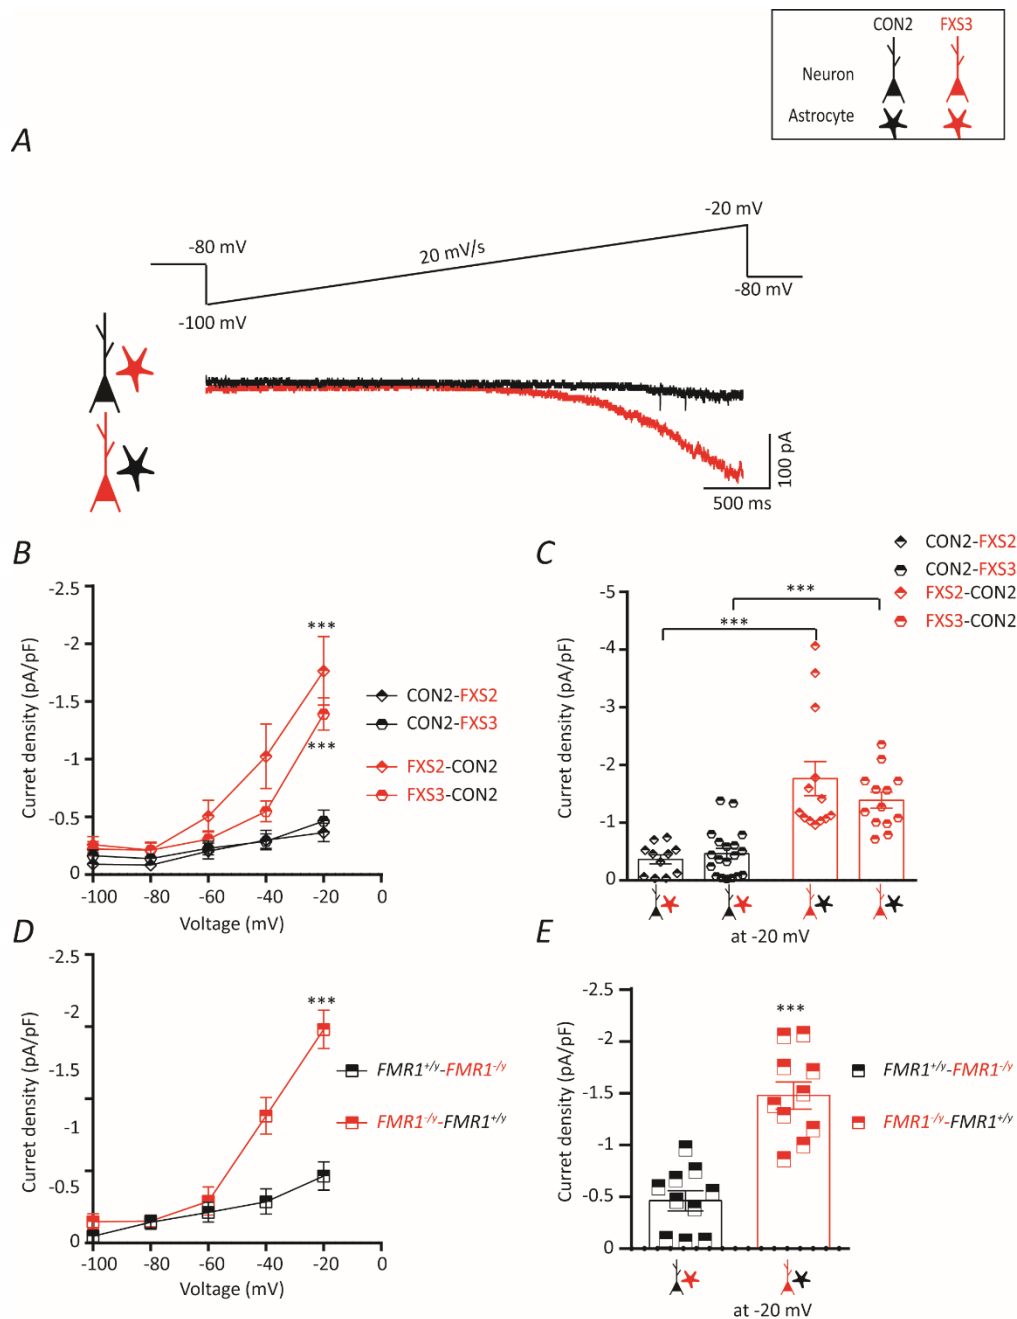 CON2 FXS3
Neuron
Astrocyte
A
-20 mV
-80 mV
20 mV/s
-80 mV
-100 mV
100 pA
500 ms
B
Curret density (pA/pF)
-2.5
-2
-1.5
-1
-0.5
0
***
***
-100 -80 -60 -40 -20 0
Voltage (mV)
CON2-FXS2
CON2-FXS3
FXS2-CON2
FXS3-CON2
C
CON2-FXS2
CON2-FXS3
FXS2-CON2
FXS3-CON2
Curret density (pA/pF)
-5
-4
-3
-2
-1
0
***
***
at -20 mV
D
Curret density (pA/pF)
-2.5
-2
-1.5
-1
-0.5
0
***
-100 -80 -60 -40 -20 0
Voltage (mV)
FMR1+/y-FMR1-/y
FMR1-/y-FMR1+/y
E
Curret density (pA/pF)
-2.5
-2
-1.5
-1
-0.5
0
***
FMR1+/y-FMR1-/y
FMR1-/y-FMR1+/y
at -20 mV